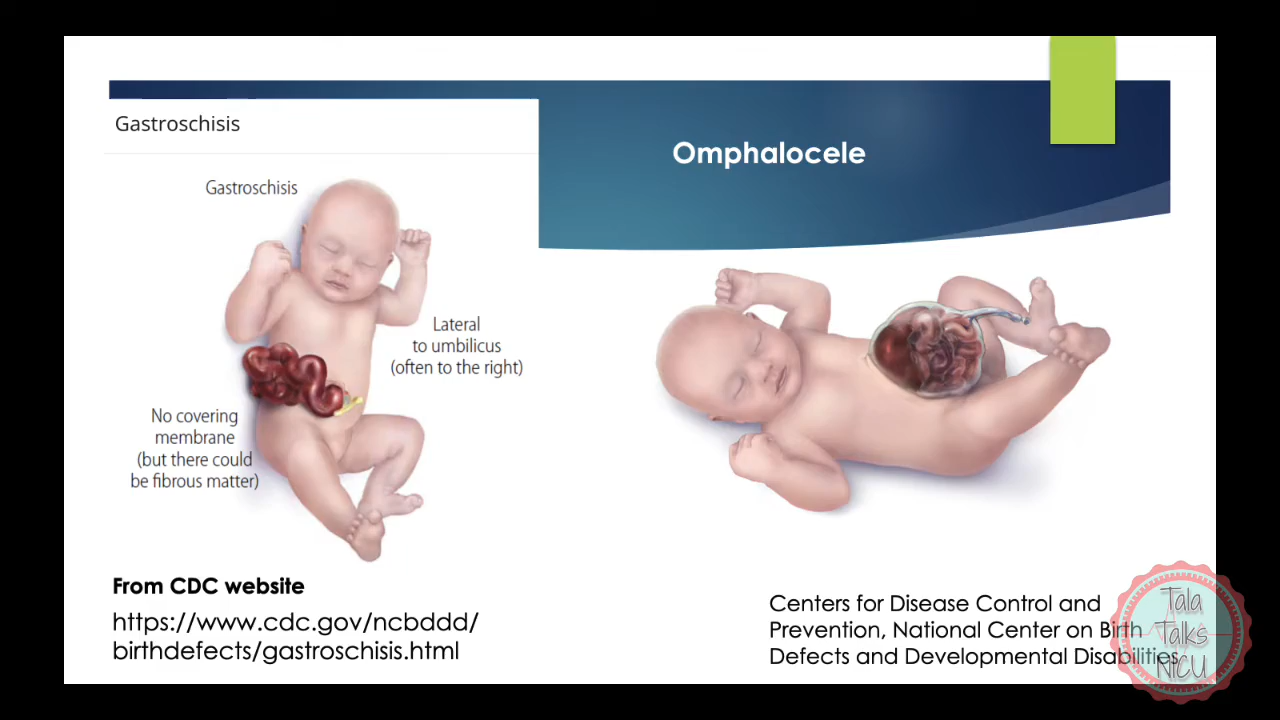 Gastroschisis
Omphalocele
Gastroschisis
Lateral
to umbilicus
(often to the right)
No covering
membrane
(but there could
be fibrous matter)
From CDC website
https://www.cdc.gov/ncbddd/
birthdefects/gastroschisis.html
Centers for Disease Control and
Prevention, National Center on Birth
Defects and Developmental Disabilities
Tala
Talks
NICU